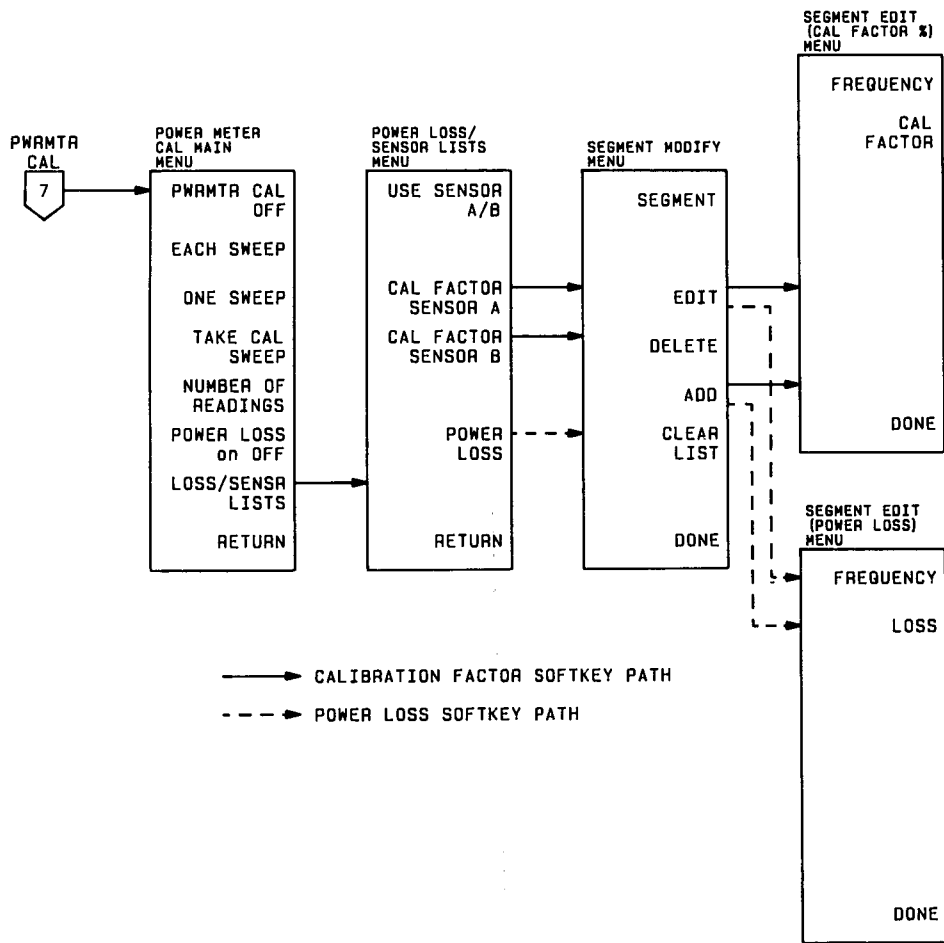 PWRMTR
CAL
7
POWER METER
CAL MAIN
MENU
PWRMTR CAL
OFF
EACH SWEEP
ONE SWEEP
TAKE CAL
SWEEP
NUMBER OF
READINGS
POWER LOSS
on OFF
LOSS/SENSR
LISTS
RETURN
POWER LOSS/
SENSOR LISTS
MENU
USE SENSOR
A/B
CAL FACTOR
SENSOR A
CAL FACTOR
SENSOR B
POWER
LOSS
RETURN
SEGMENT MODIFY
MENU
SEGMENT
EDIT
DELETE
ADD
CLEAR
LIST
DONE
SEGMENT EDIT
(CAL FACTOR %)
MENU
FREQUENCY
CAL
FACTOR
DONE
SEGMENT EDIT
(POWER LOSS)
MENU
FREQUENCY
LOSS
DONE
CALIBRATION FACTOR SOFTKEY PATH
POWER LOSS SOFTKEY PATH